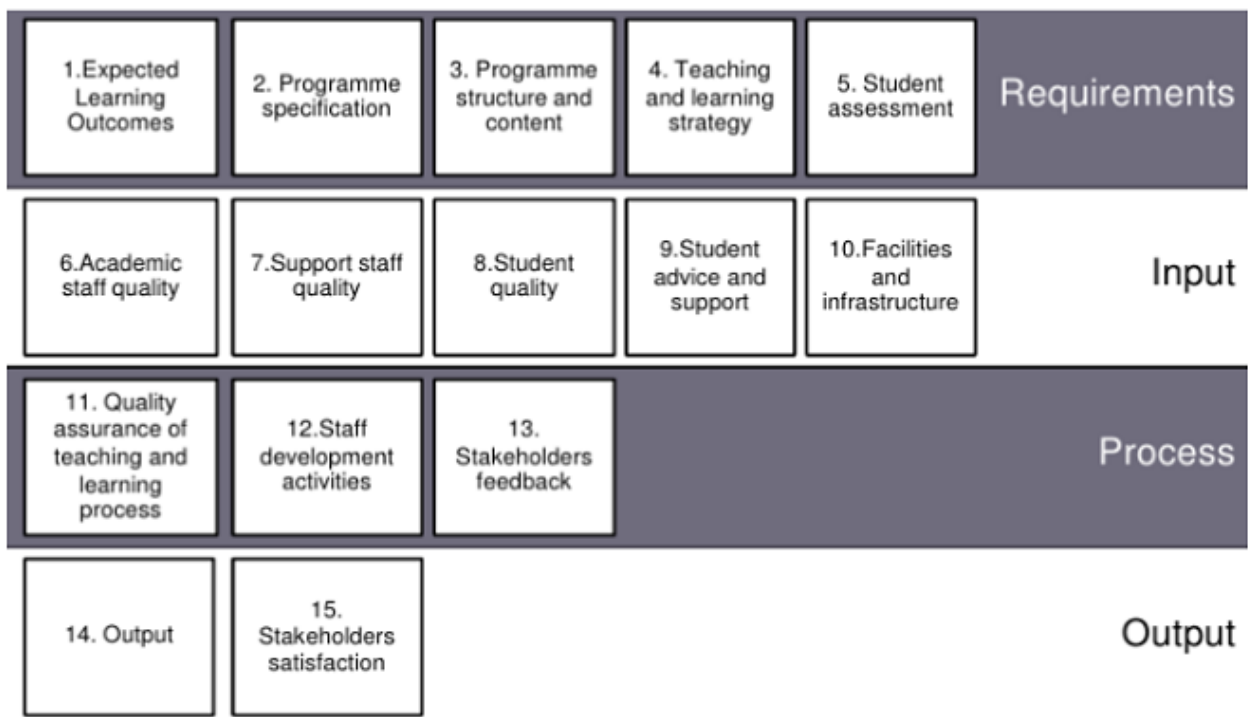 1.Expected
Learning
Outcomes
2. Programme
specification
3. Programme
structure and
content
4. Teaching
and learning
strategy
5. Student
assessment
Requirements
6.Academic
staff quality
7.Support staff
quality
8.Student
quality
9.Student
advice and
support
10.Facilities
and
infrastructure
Input
11. Quality
assurance of
teaching and
learning
process
12.Staff
development
activities
13.
Stakeholders
feedback
Process
14. Output
15.
Stakeholders
satisfaction
Output